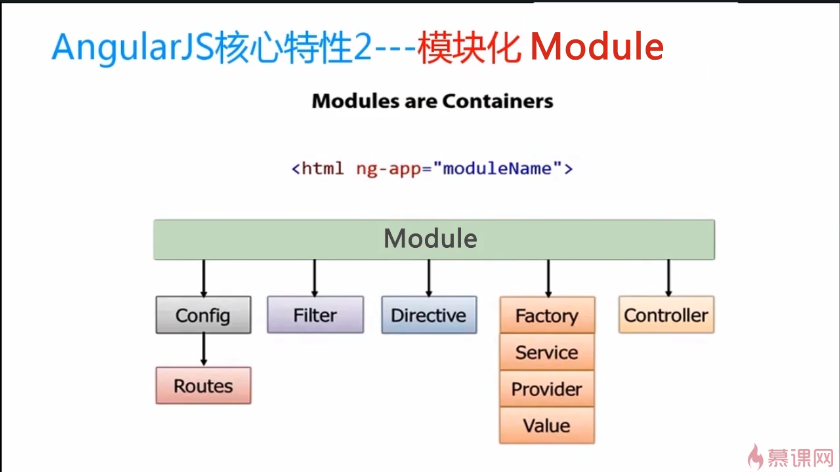 AngularJS核心特性2---模块化 Module
Modules are Containers
<html ng-app="moduleName">
Module
Config
Filter
Directive
Factory
Controller
Service
Provider
Value
Routes
慕课网